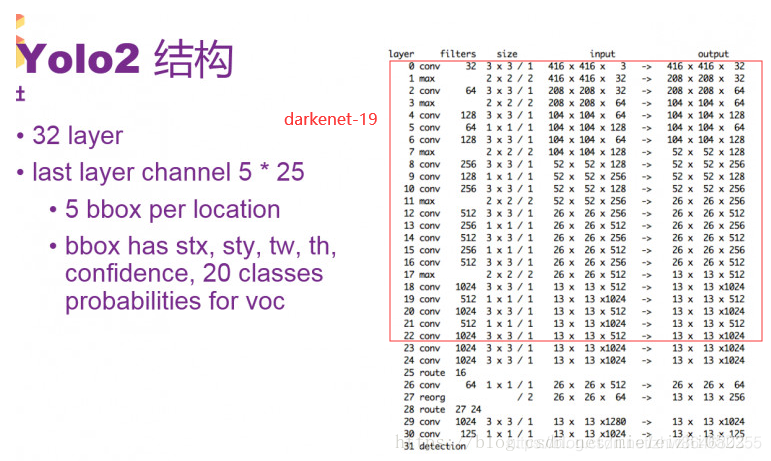 Yolo2 结构
• 32 layer
• last layer channel 5 * 25
• 5 bbox per location
• bbox has stx, sty, tw, th,
confidence, 20 classes
probabilities for voc
darkenet-19
layer filters size input output
0 conv 32 3 x 3 / 1 416 x 416 x 3 -> 416 x 416 x 32
1 max 2 x 2 / 2 416 x 416 x 32 -> 208 x 208 x 32
2 conv 64 3 x 3 / 1 208 x 208 x 32 -> 208 x 208 x 64
3 max 2 x 2 / 2 208 x 208 x 64 -> 104 x 104 x 64
4 conv 128 3 x 3 / 1 104 x 104 x 64 -> 104 x 104 x 128
5 conv 64 1 x 1 / 1 104 x 104 x 128 -> 104 x 104 x 64
6 conv 128 3 x 3 / 1 104 x 104 x 64 -> 104 x 104 x 128
7 max 2 x 2 / 2 104 x 104 x 128 -> 52 x 52 x 128
8 conv 256 3 x 3 / 1 52 x 52 x 128 -> 52 x 52 x 256
9 conv 128 1 x 1 / 1 52 x 52 x 256 -> 52 x 52 x 128
10 conv 256 3 x 3 / 1 52 x 52 x 128 -> 52 x 52 x 256
11 max 2 x 2 / 2 52 x 52 x 256 -> 26 x 26 x 256
12 conv 512 3 x 3 / 1 26 x 26 x 256 -> 26 x 26 x 512
13 conv 256 1 x 1 / 1 26 x 26 x 512 -> 26 x 26 x 256
14 conv 512 3 x 3 / 1 26 x 26 x 256 -> 26 x 26 x 512
15 conv 256 1 x 1 / 1 26 x 26 x 512 -> 26 x 26 x 256
16 conv 512 3 x 3 / 1 26 x 26 x 256 -> 26 x 26 x 512
17 max 2 x 2 / 2 26 x 26 x 512 -> 13 x 13 x 512
18 conv 1024 3 x 3 / 1 13 x 13 x 512 -> 13 x 13 x1024
19 conv 512 1 x 1 / 1 13 x 13 x1024 -> 13 x 13 x 512
20 conv 1024 3 x 3 / 1 13 x 13 x 512 -> 13 x 13 x1024
21 conv 512 1 x 1 / 1 13 x 13 x1024 -> 13 x 13 x 512
22 conv 1024 3 x 3 / 1 13 x 13 x 512 -> 13 x 13 x1024
23 conv 1024 3 x 3 / 1 13 x 13 x1024 -> 13 x 13 x1024
24 conv 1024 3 x 3 / 1 13 x 13 x1024 -> 13 x 13 x1024
25 route 16
26 conv 64 1 x 1 / 1 26 x 26 x 512 -> 26 x 26 x 64
27 reorg / 2 26 x 26 x 64 -> 13 x 13 x 256
28 route 27 24
29 conv 1024 3 x 3 / 1 13 x 13 x1280 -> 13 x 13 x1024
30 conv 125 1 x 1 / 1 13 x 13 x1024 -> 13 x 13 x 125
31 detection